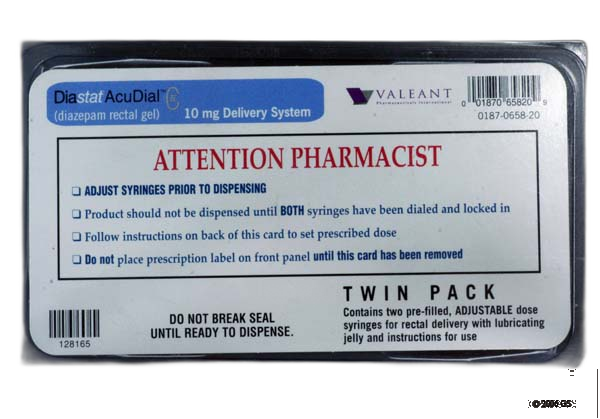 Diastat AcuDial™ C IV
(diazepam rectal gel) 10 mg Delivery System
VALEANT
Pharmaceuticals International
0 01870 65820 9
0187-0658-20
ATTENTION PHARMACIST
❑ ADJUST SYRINGES PRIOR TO DISPENSING
❑ Product should not be dispensed until BOTH syringes have been dialed and locked in
❑ Follow instructions on back of this card to set prescribed dose
❑ Do not place prescription label on front panel until this card has been removed
128165
DO NOT BREAK SEAL
UNTIL READY TO DISPENSE.
TWIN PACK
Contains two pre-filled, ADJUSTABLE dose
syringes for rectal delivery with lubricating
jelly and instructions for use